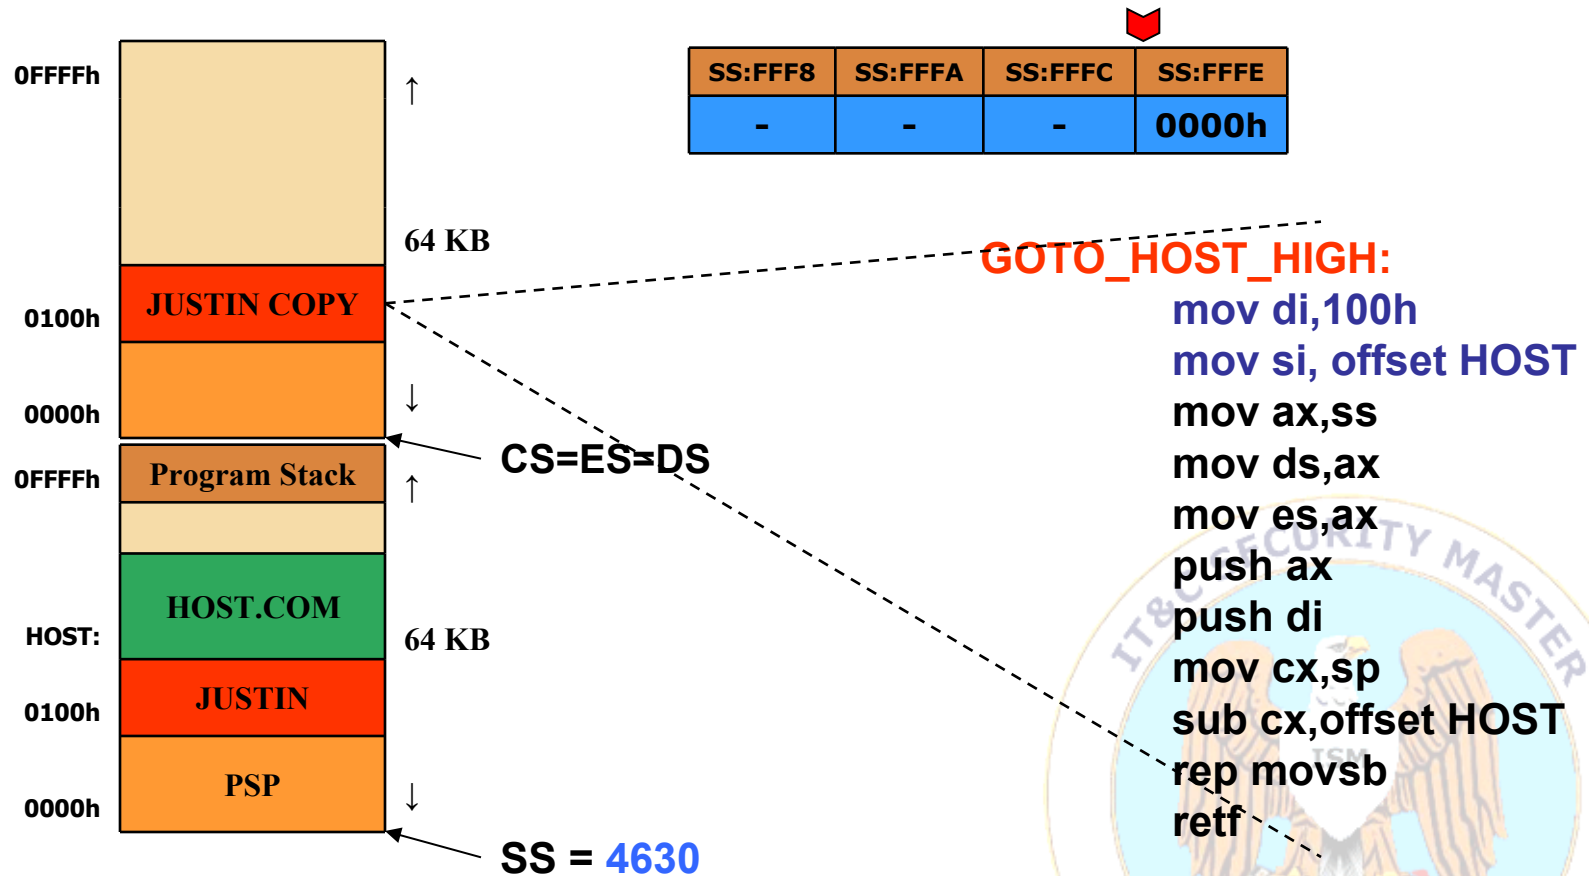 0FFFFh
↑
64 KB
JUSTIN COPY
0100h
↓
0000h
CS=ES=DS
0FFFFh
Program Stack
↑
HOST.COM
HOST:
64 KB
JUSTIN
0100h
PSP
↓
0000h
SS = 4630
SS:FFF8 SS:FFFA SS:FFFC SS:FFFE
- - - 0000h
GOTO_HOST_HIGH:
mov di,100h
mov si, offset HOST
mov ax,ss
mov ds,ax
mov es,ax
push ax
push di
mov cx,sp
sub cx,offset HOST
rep movsb
retf
IT&C SECURITY MASTER
ISM